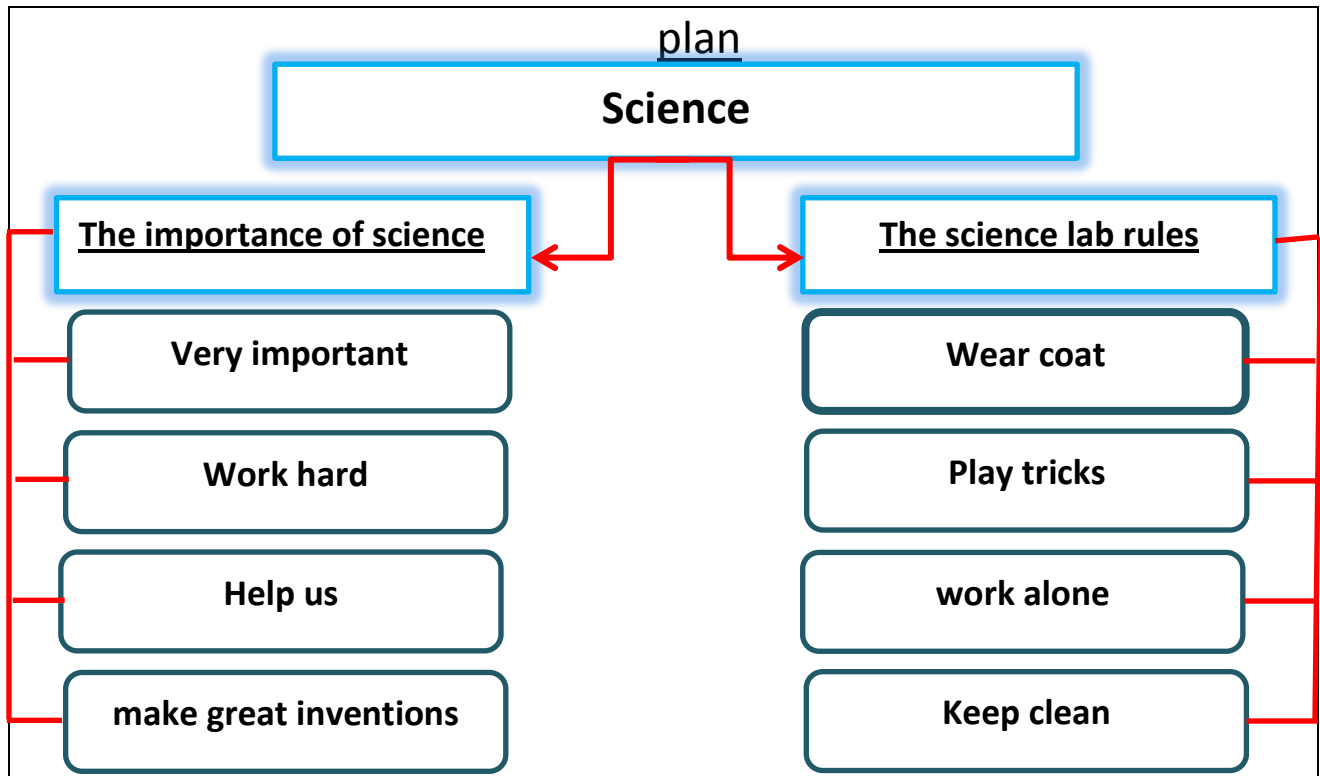 plan
Science
The importance of science
Very important
Work hard
Help us
make great inventions
The science lab rules
Wear coat
Play tricks
work alone
Keep clean